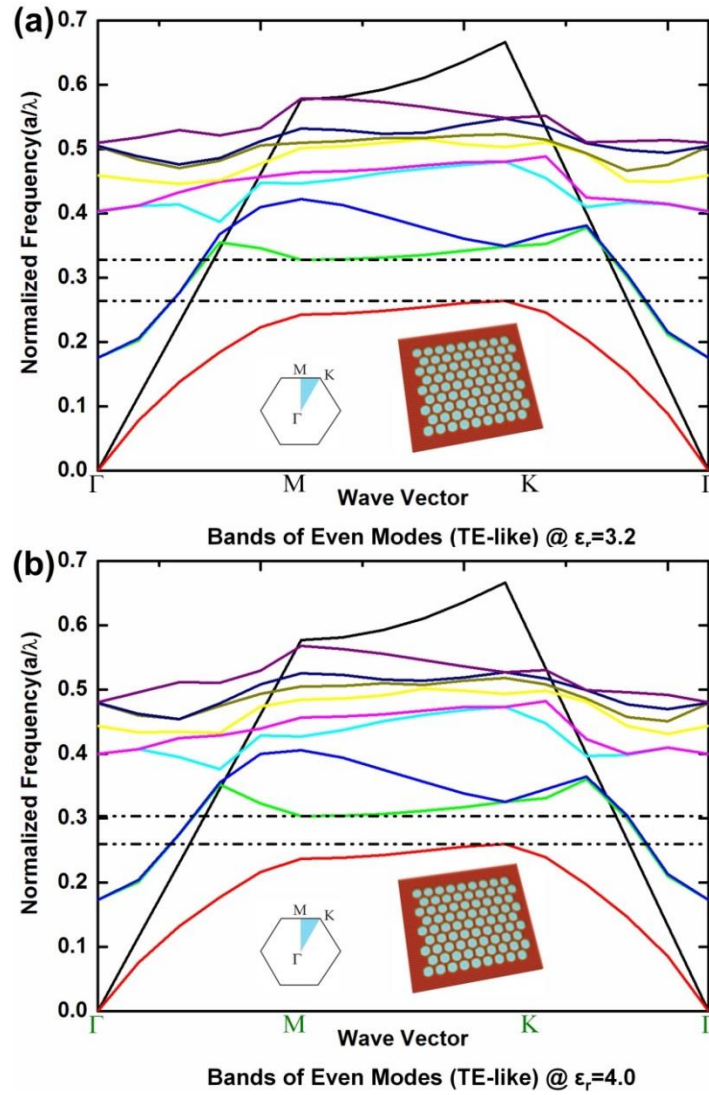 (a)
Normalized Frequency(a/λ)
0.7
0.6
0.5
0.4
0.3
0.2
0.1
0.0
M
K
Γ
Γ
M
K
Γ
Wave Vector
Bands of Even Modes (TE-like) @ εr=3.2
(b)
Normalized Frequency(a/λ)
0.7
0.6
0.5
0.4
0.3
0.2
0.1
0.0
M
K
Γ
Γ
M
K
Γ
Wave Vector
Bands of Even Modes (TE-like) @ εr=4.0